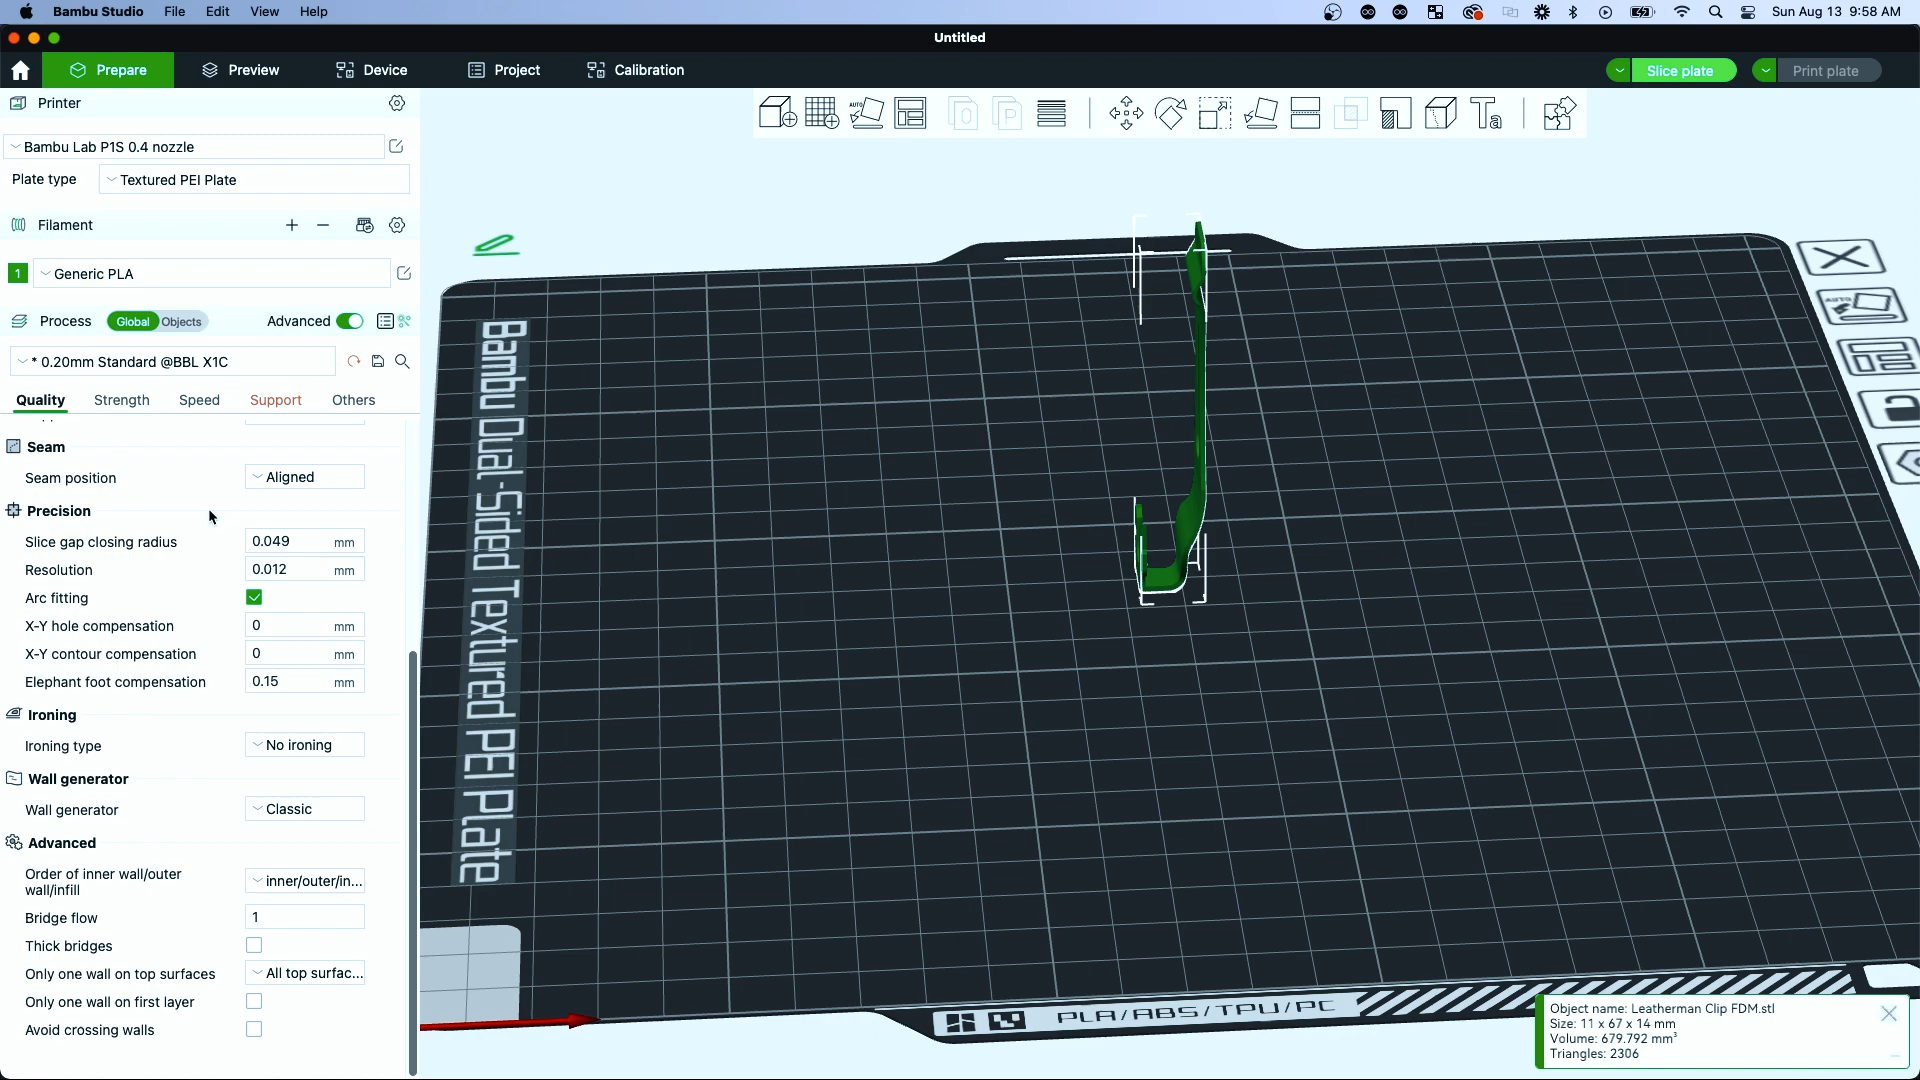 Bambu Studio File Edit View Help Sun Aug 13 9:58 AM
Untitled
Prepare Preview Device Project Calibration Slice plate Print plate
Printer
Bambu Lab P1S 0.4 nozzle
Plate type Textured PEI Plate
Filament
1 Generic PLA
Process Global Objects Advanced
* 0.20mm Standard @BBL X1C
Quality Strength Speed Support Others
Seam
Seam position Aligned
Precision
Slice gap closing radius 0.049 mm
Resolution 0.012 mm
Arc fitting
X-Y hole compensation 0 mm
X-Y contour compensation 0 mm
Elephant foot compensation 0.15 mm
Ironing
Ironing type No ironing
Wall generator
Wall generator Classic
Advanced
Order of inner wall/outer
wall/infill inner/outer/in...
Bridge flow 1
Thick bridges
Only one wall on top surfaces All top surfac...
Only one wall on first layer
Avoid crossing walls
AUTO
Ta
Bambu Dual-Sided Textured PEI Plate
AUTO
PLA/ABS/TPU/PC
Object name: Leatherman Clip FDM.stl
Size: 11 x 67 x 14 mm
Volume: 679.792 mm³
Triangles: 2306